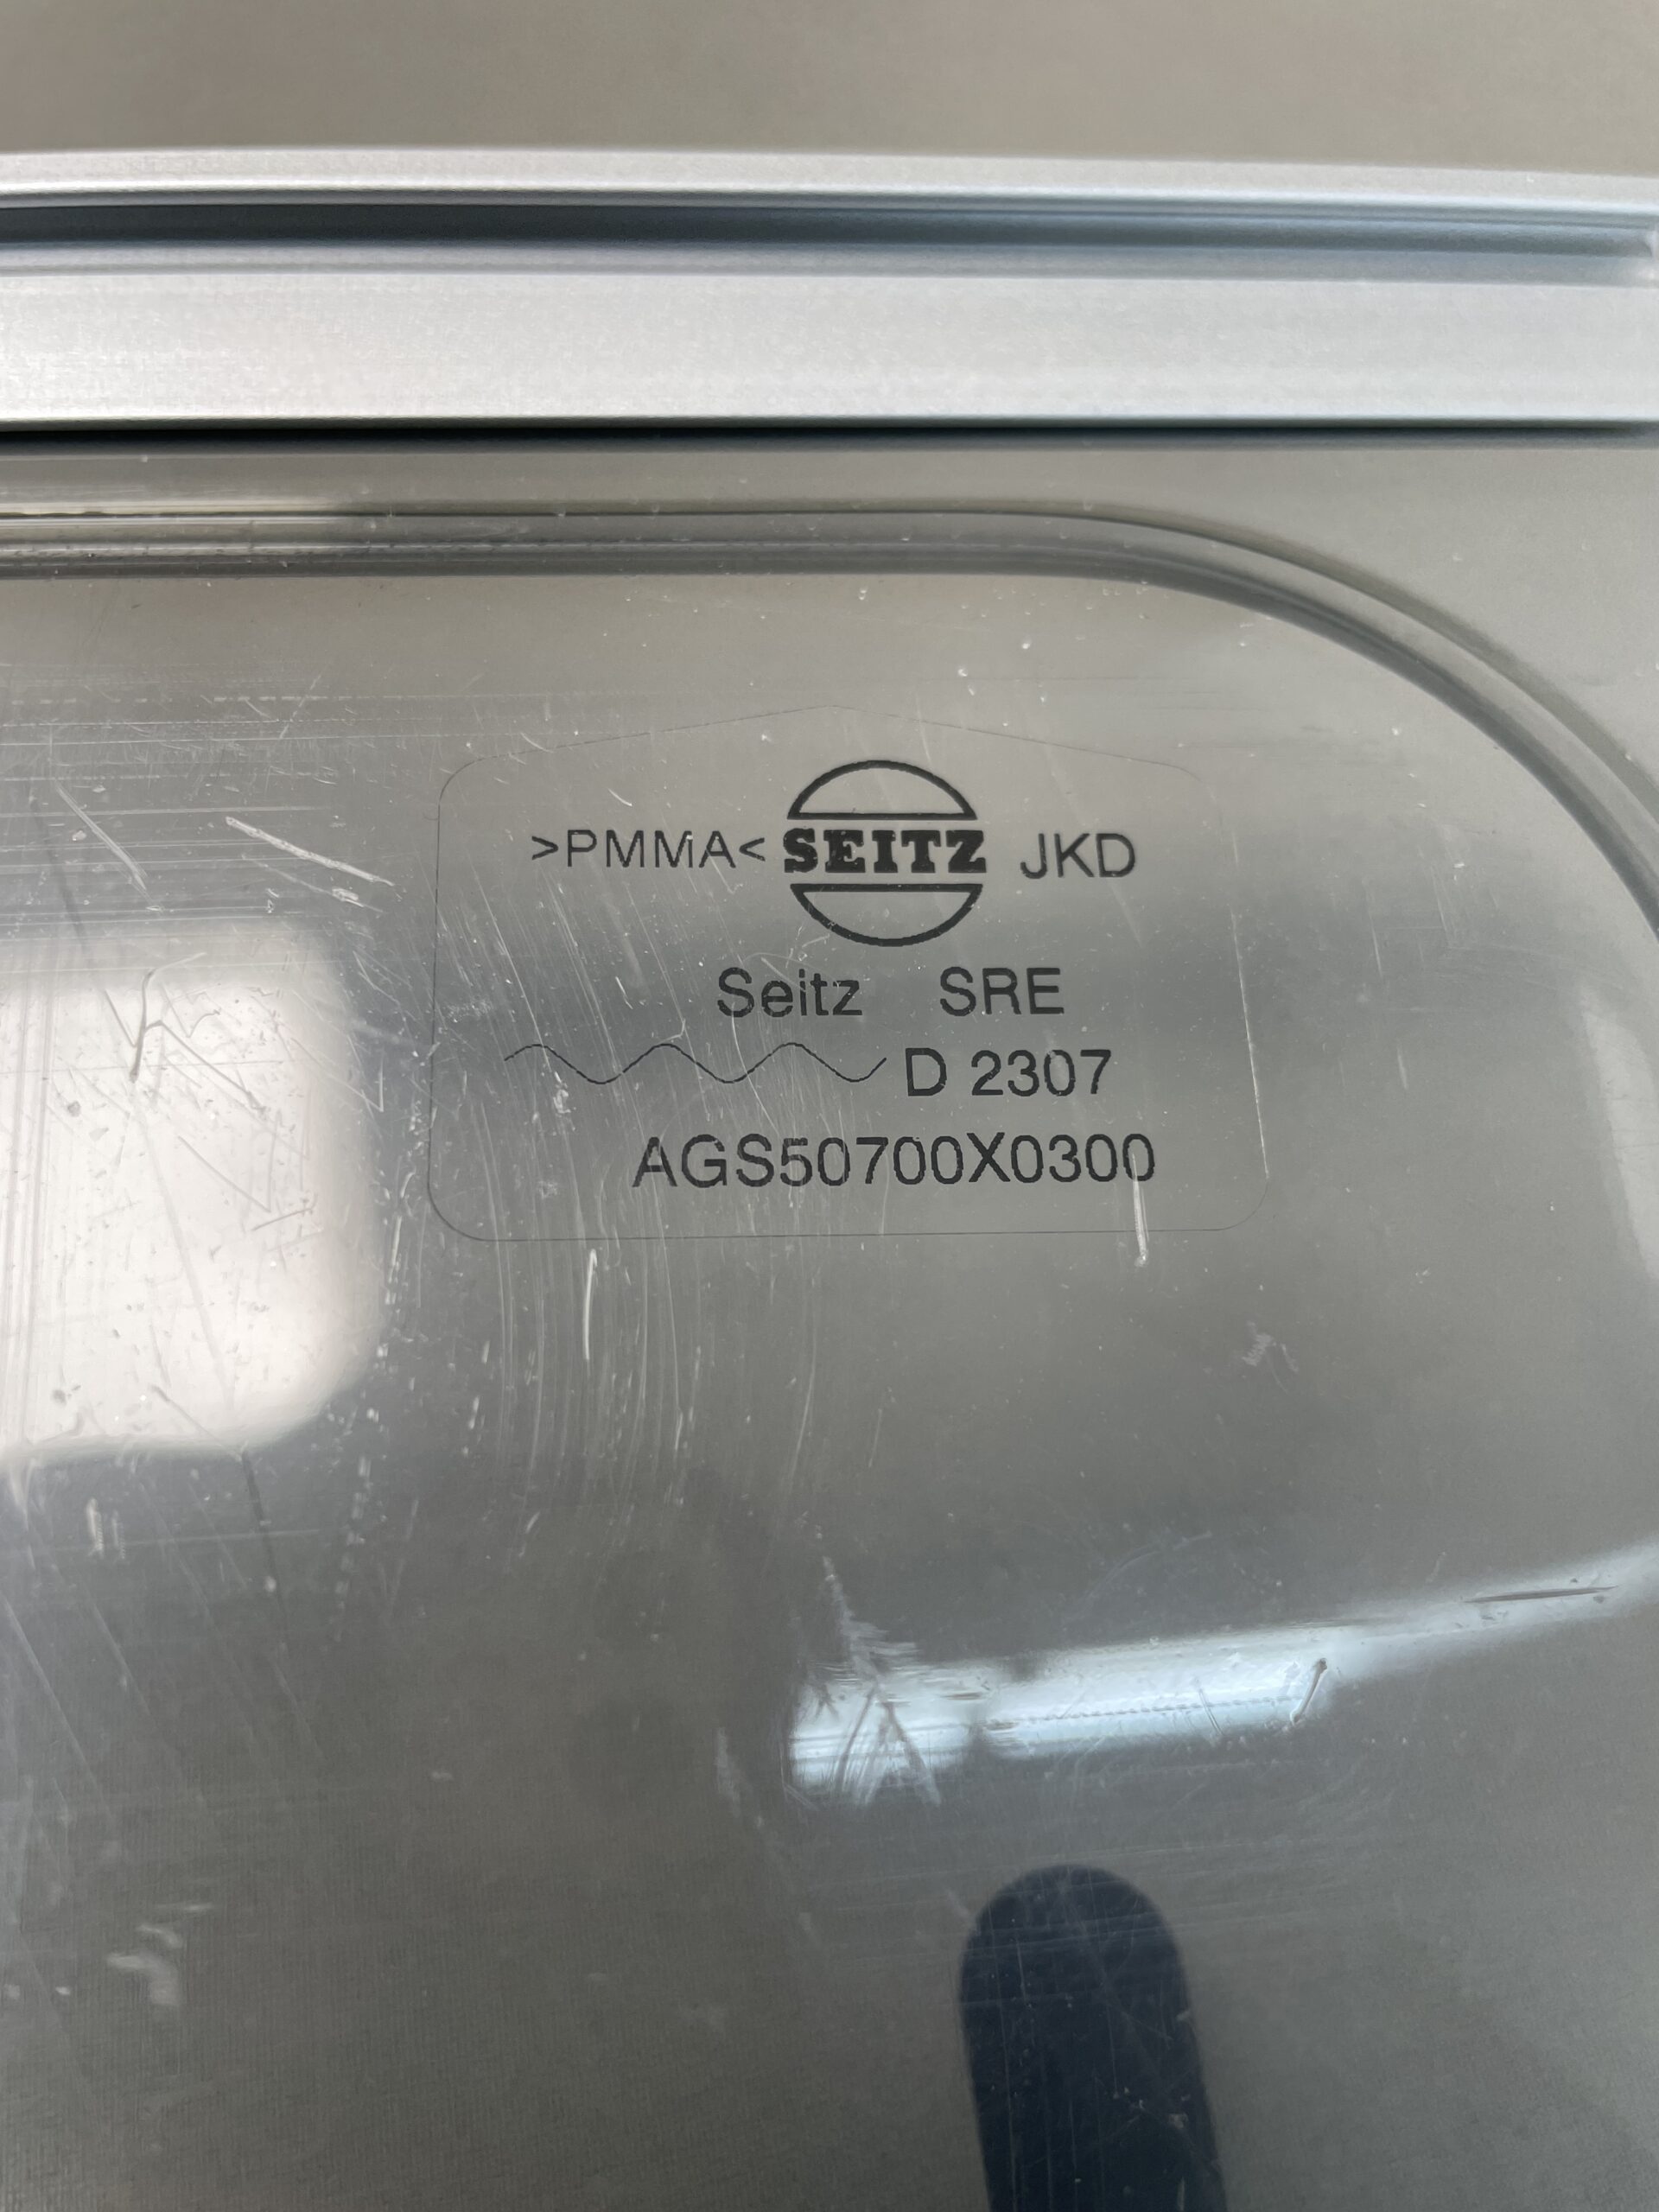 >PMMA< SEITZ JKD
Seitz SRE
D 2307
AGS50700X0300